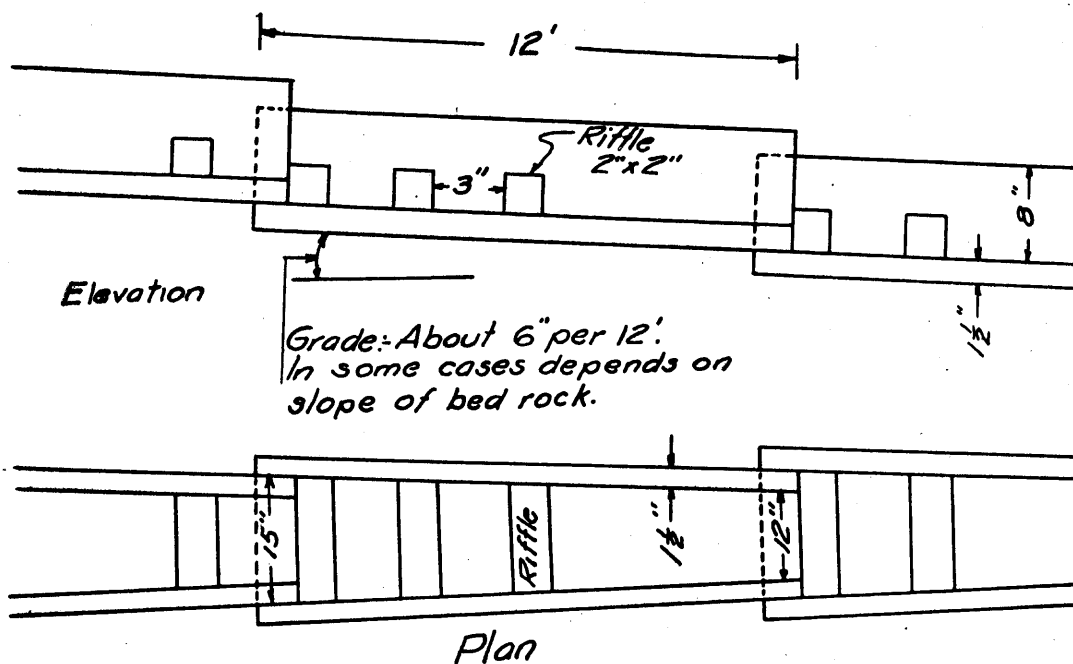 12'
Riffle
2"x2"
3"
8"
1½"
Elevation
Grade:-About 6" per 12'.
In some cases depends on
slope of bed rock.
15"
Riffle
1½"
12"
Plan